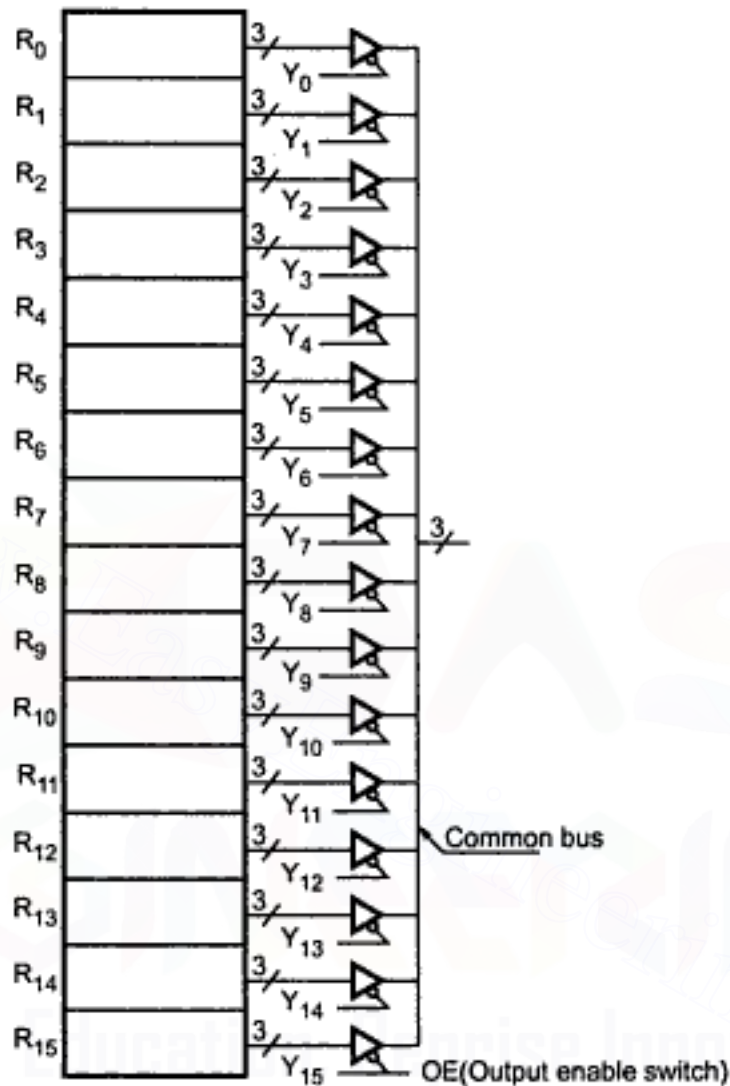 R0 3
Y0
R1 3
Y1
R2 3
Y2
R3 3
Y3
R4 3
Y4
R5 3
Y5
R6 3
Y6
R7 3
Y7 3
R8 3
Y8
R9 3
Y9
R10 3
Y10
R11 3
Y11
Common bus
R12 3
Y12
R13 3
Y13
R14 3
Y14
R15 3
Y15 OE(Output enable switch)